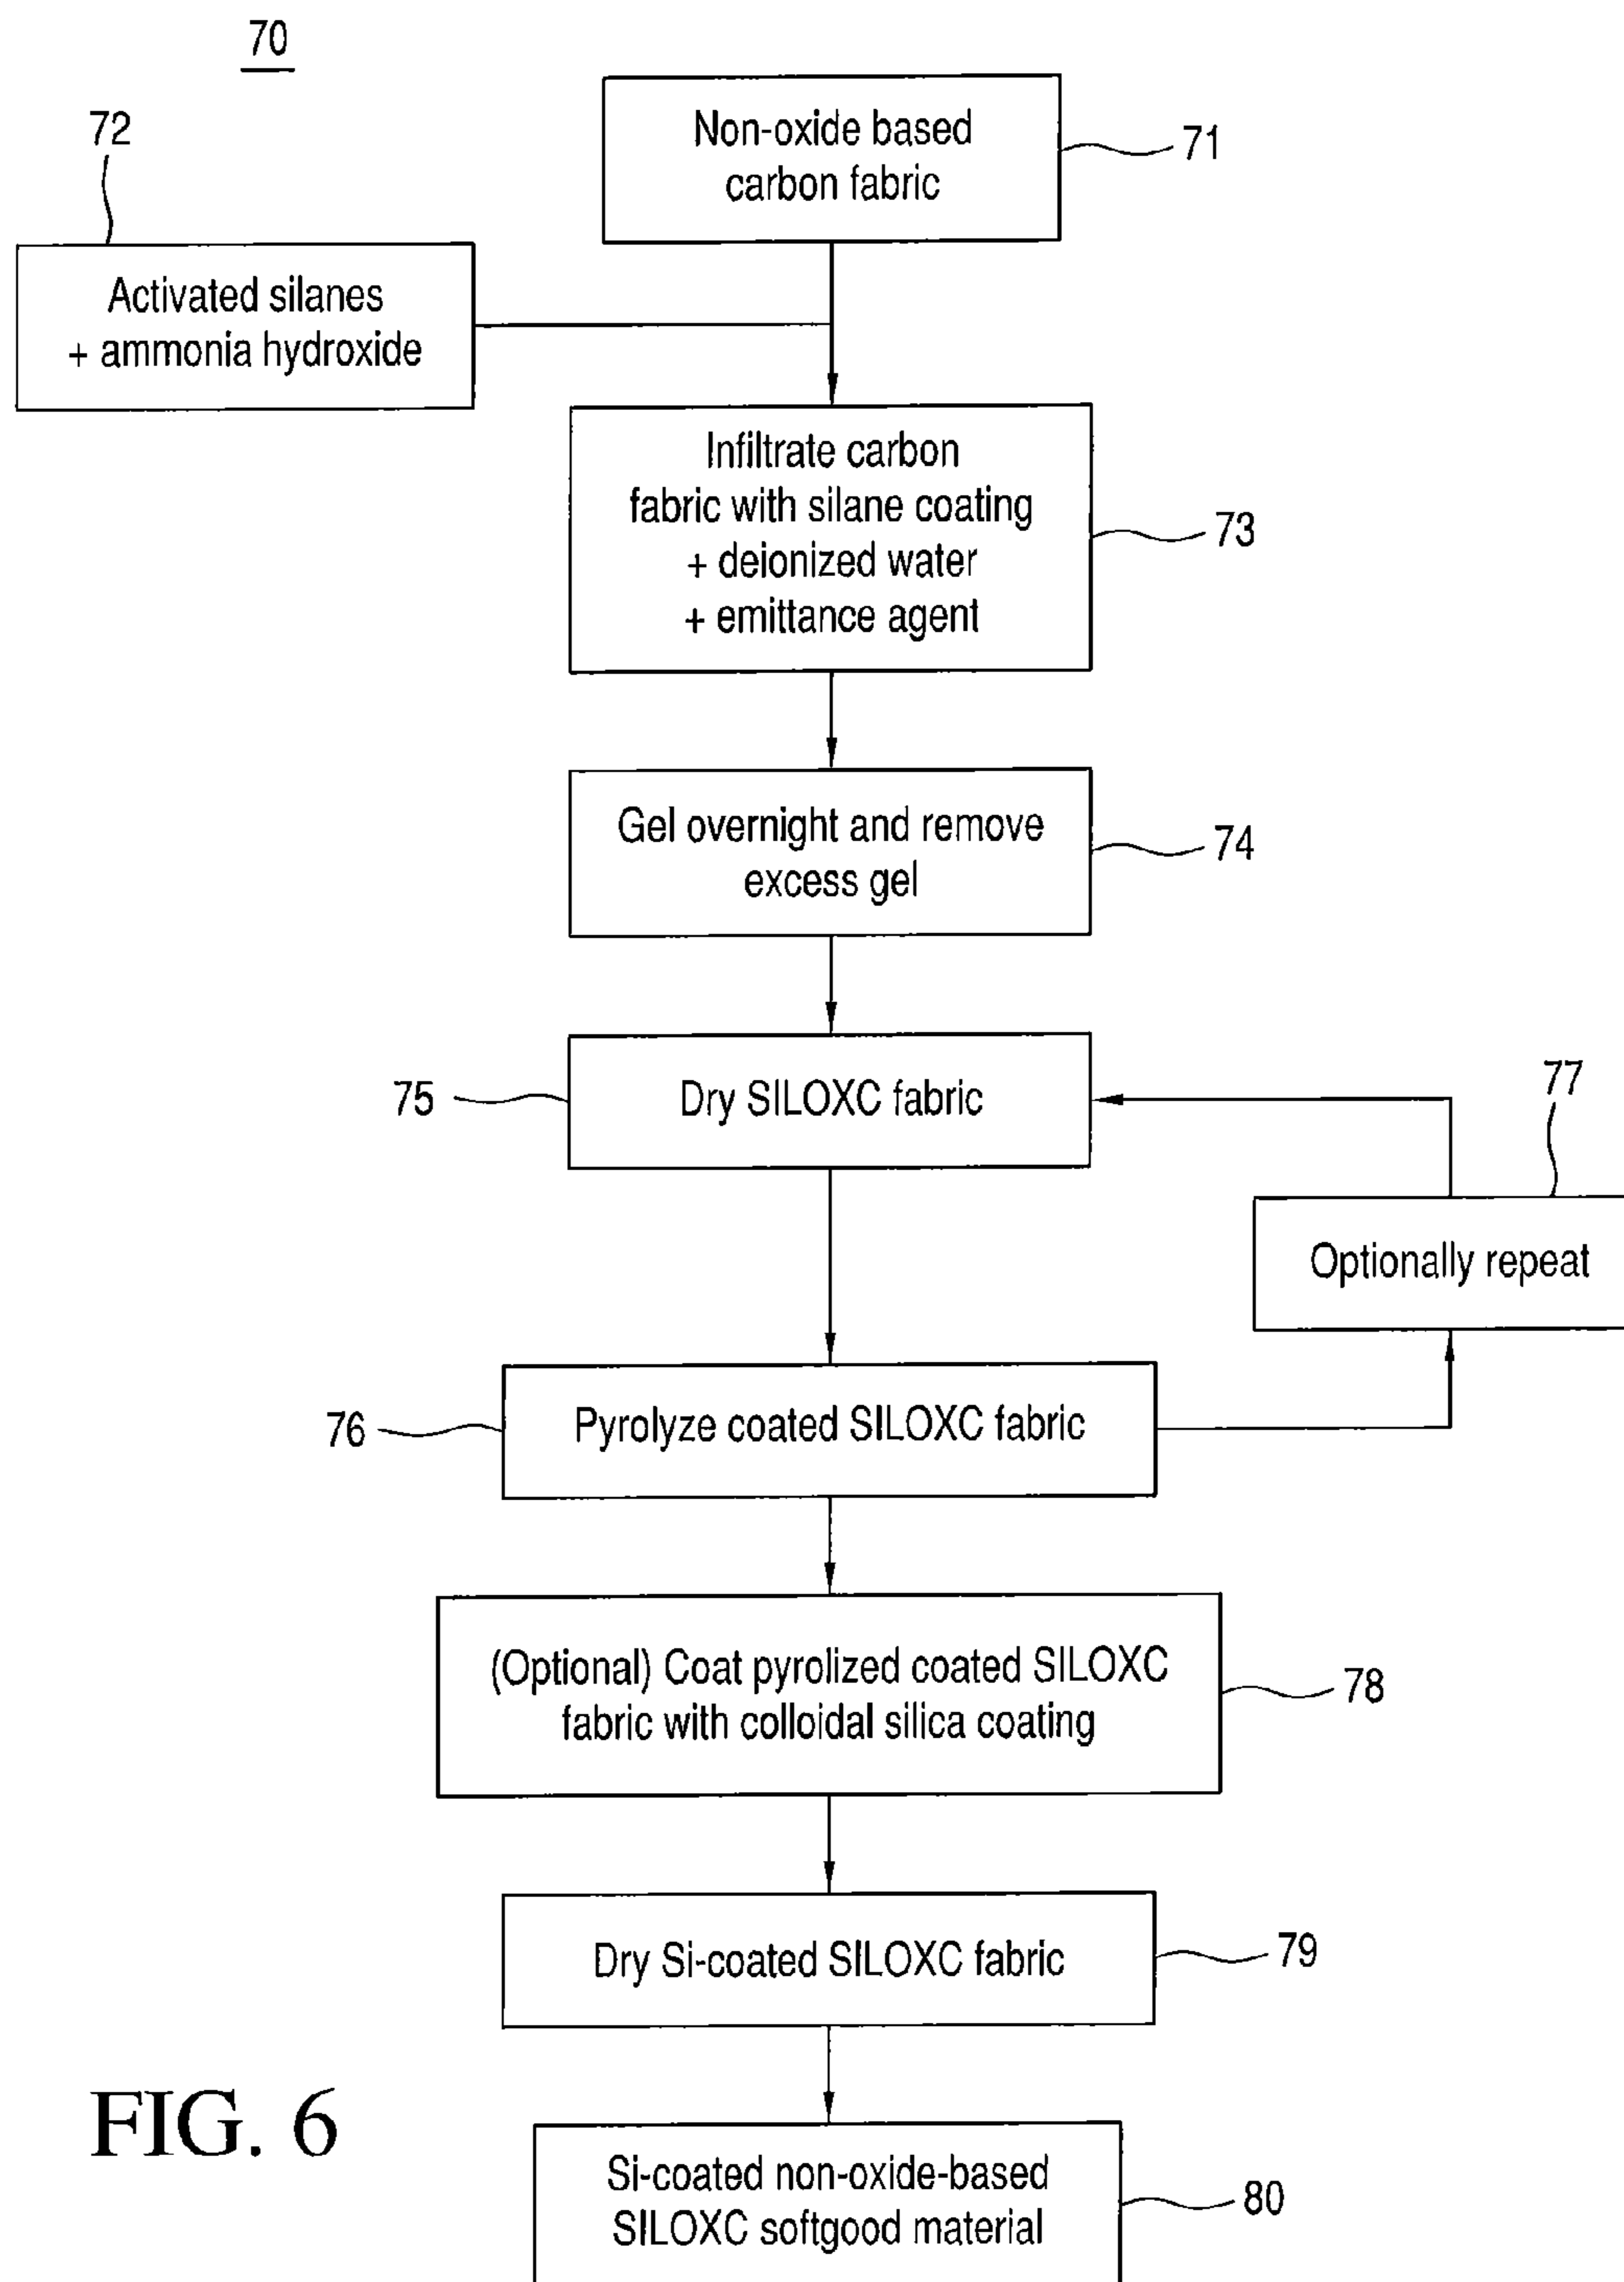 70
Non-oxide based
carbon fabric
71
72
Activated silanes
+ ammonia hydroxide
Infiltrate carbon
fabric with silane coating
+ deionized water
+ emittance agent
73
Gel overnight and remove
excess gel
74
75
Dry SILOXC fabric
77
Optionally repeat
76
Pyrolyze coated SILOXC fabric
(Optional) Coat pyrolized coated SILOXC
fabric with colloidal silica coating
78
Dry Si-coated SILOXC fabric
79
Si-coated non-oxide-based
SILOXC softgood material
80
FIG. 6